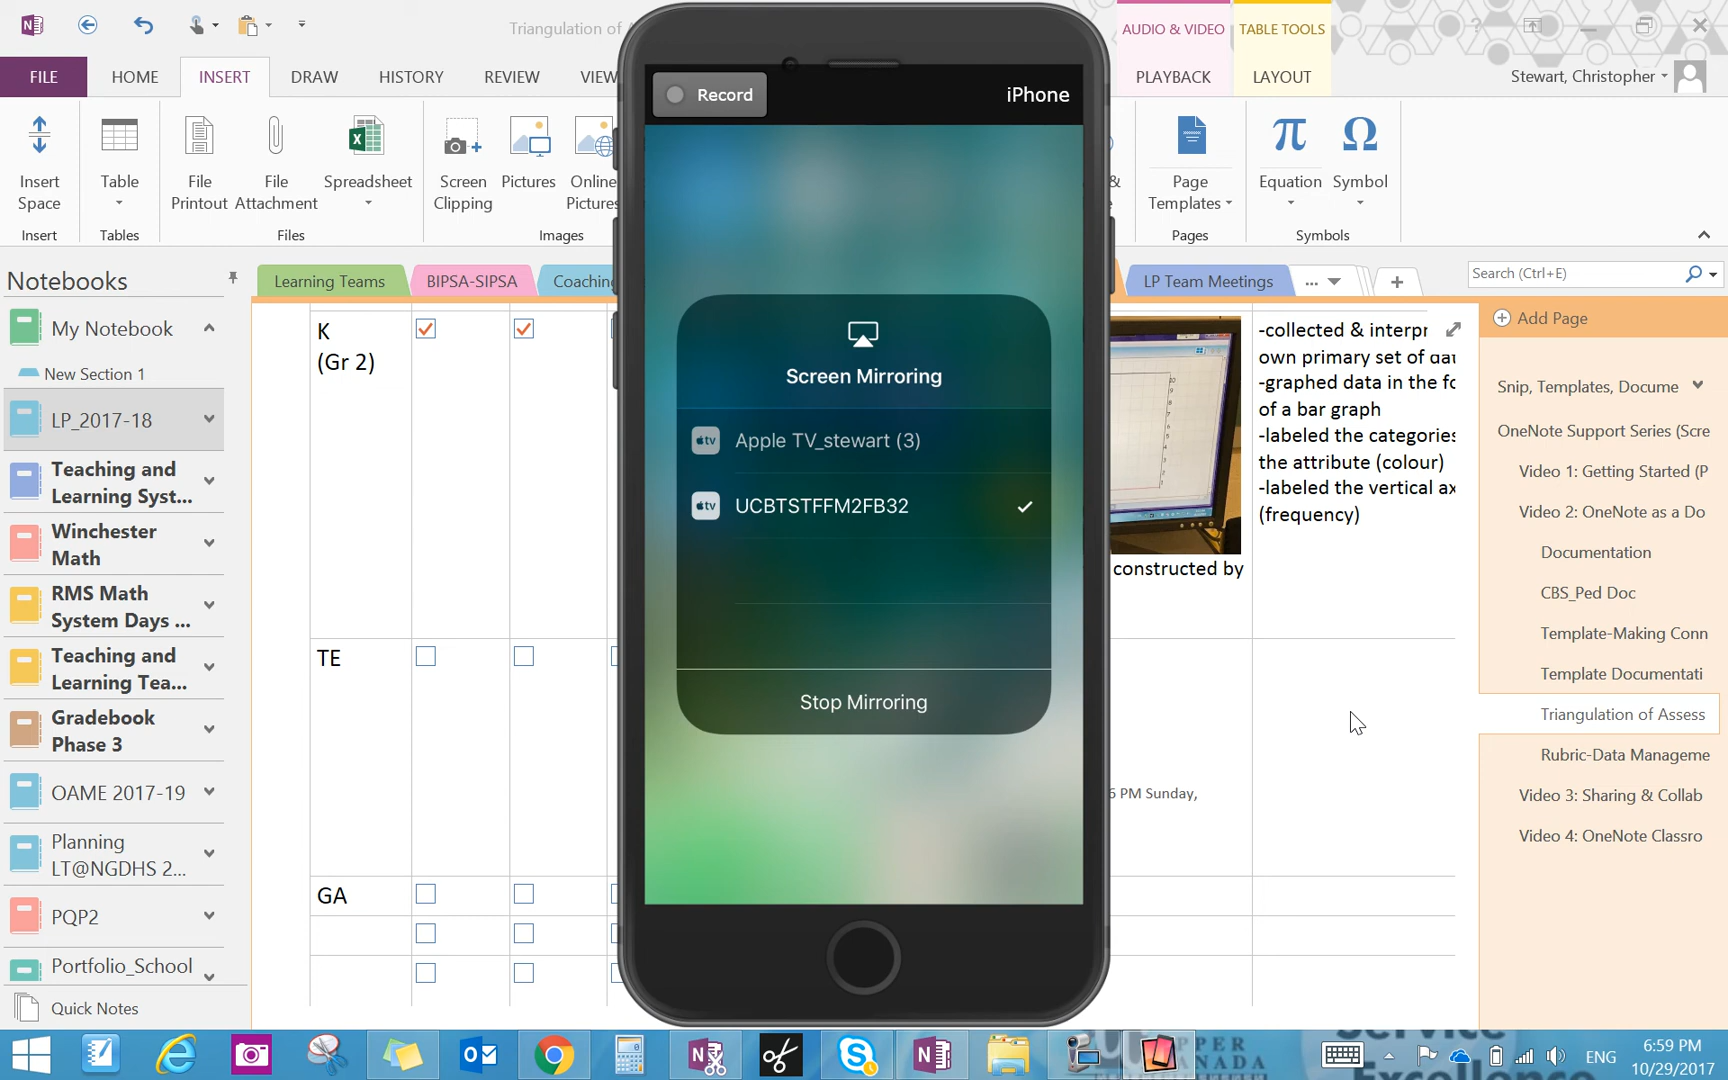 Triangulation of
AUDIO & VIDEO
TABLE TOOLS
FILE
HOME
INSERT
DRAW
HISTORY
REVIEW
VIEW
PLAYBACK
LAYOUT
Stewart, Christopher
Record
iPhone
Insert Space
Table
File Printout
File Attachment
Spreadsheet
Screen Clipping
Pictures
Online Pictures
&
Page Templates
π
Equation
Ω
Symbol
Insert
Tables
Files
Images
Pages
Symbols
Notebooks
Learning Teams
BIPSA-SIPSA
Coaching
LP Team Meetings
...
Search (Ctrl+E)
My Notebook
New Section 1
LP_2017-18
Teaching and
Learning Syst...
Winchester
Math
RMS Math
System Days ...
Teaching and
Learning Tea...
Gradebook
Phase 3
OAME 2017-19
Planning
LT@NGDHS 2...
PQP2
Portfolio_School
Quick Notes
K
(Gr 2)
TE
GA
Screen Mirroring
tv Apple TV_stewart (3)
tv UCBTSTFFM2FB32
Stop Mirroring
constructed by
6 PM Sunday,
-collected & interpr
own primary set of
-graphed data in the fo
of a bar graph
-labeled the categories
the attribute (colour)
-labeled the vertical ax
(frequency)
Add Page
Snip, Templates, Docume
OneNote Support Series (Scre
Video 1: Getting Started (P
Video 2: OneNote as a Do
Documentation
CBS_Ped Doc
Template-Making Conn
Template Documentati
Triangulation of Assess
Rubric-Data Manageme
Video 3: Sharing & Collab
Video 4: OneNote Classro
PPER
ANADA
ENG
6:59 PM
10/29/2017